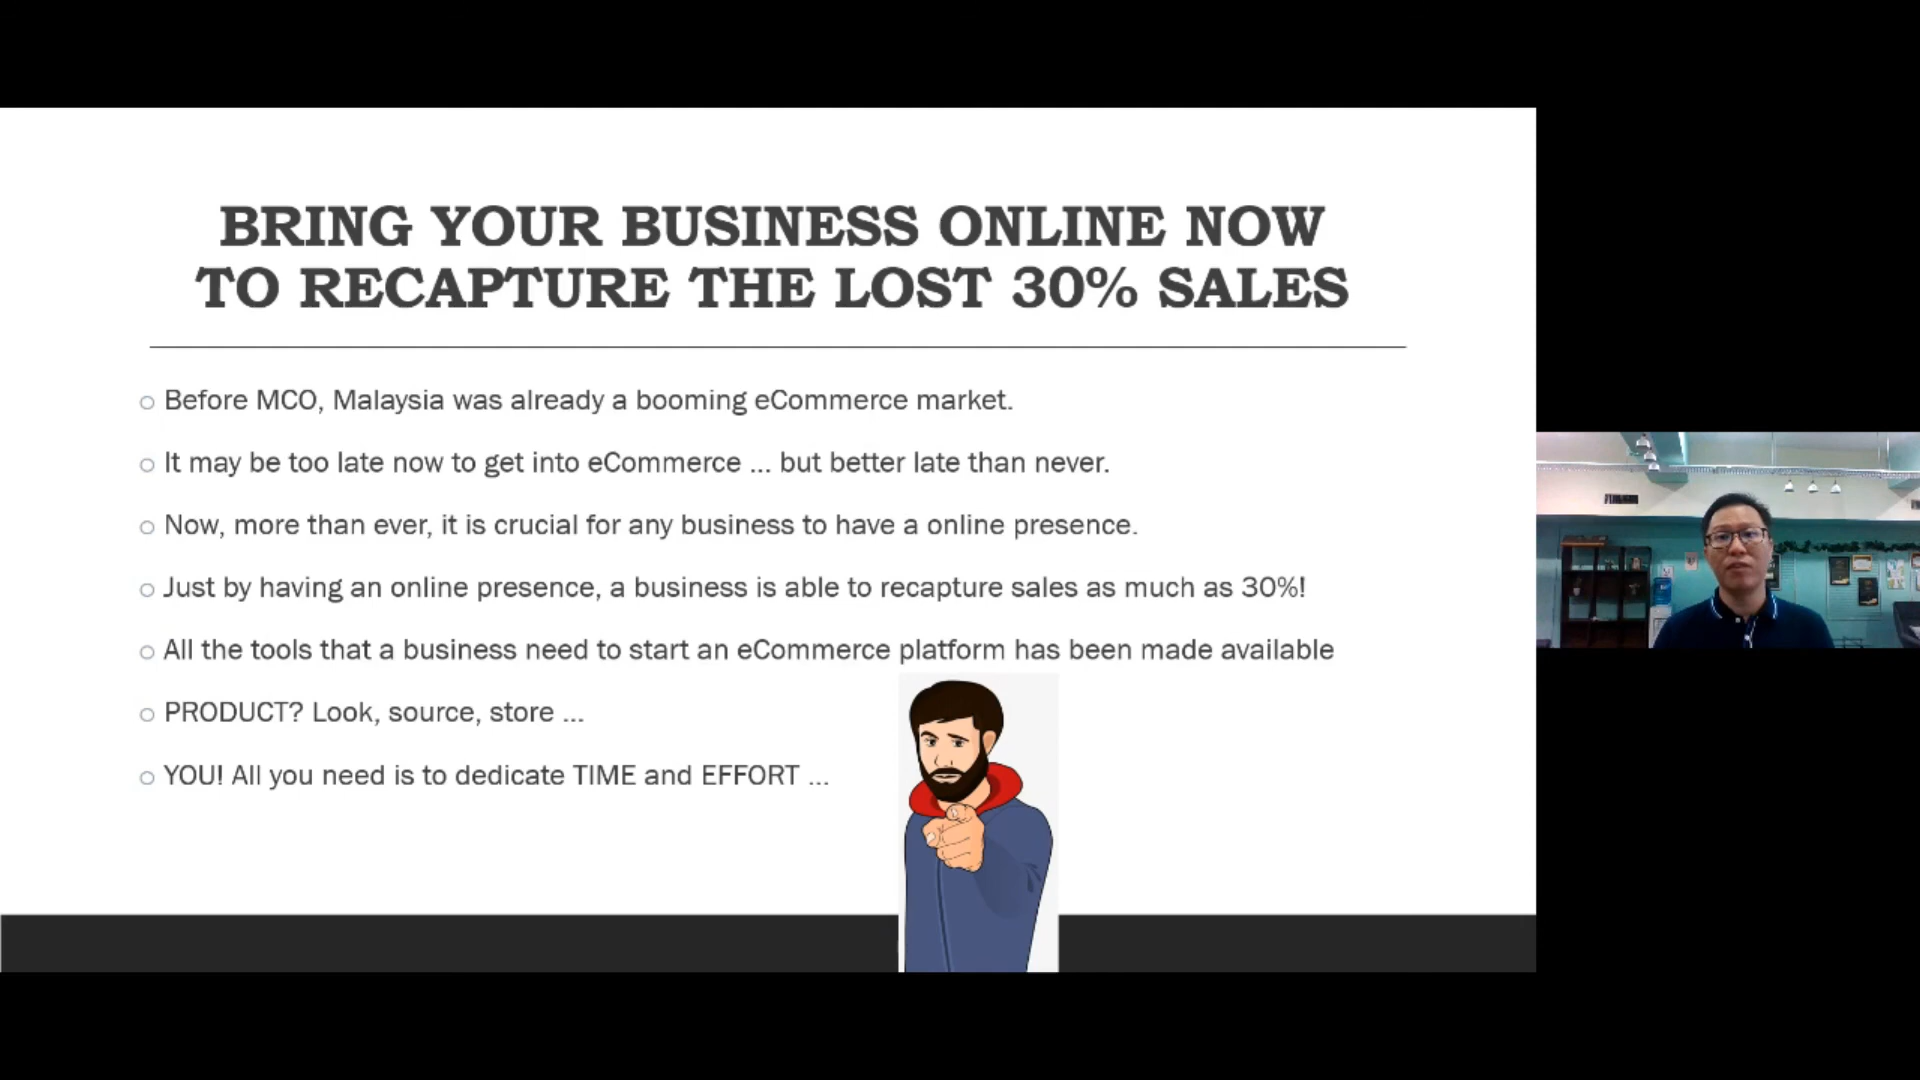 BRING YOUR BUSINESS ONLINE NOW
TO RECAPTURE THE LOST 30% SALES
Before MCO, Malaysia was already a booming eCommerce market.
It may be too late now to get into eCommerce ... but better late than never.
Now, more than ever, it is crucial for any business to have a online presence.
Just by having an online presence, a business is able to recapture sales as much as 30%!
All the tools that a business need to start an eCommerce platform has been made available
PRODUCT? Look, source, store ...
YOU! All you need is to dedicate TIME and EFFORT ...